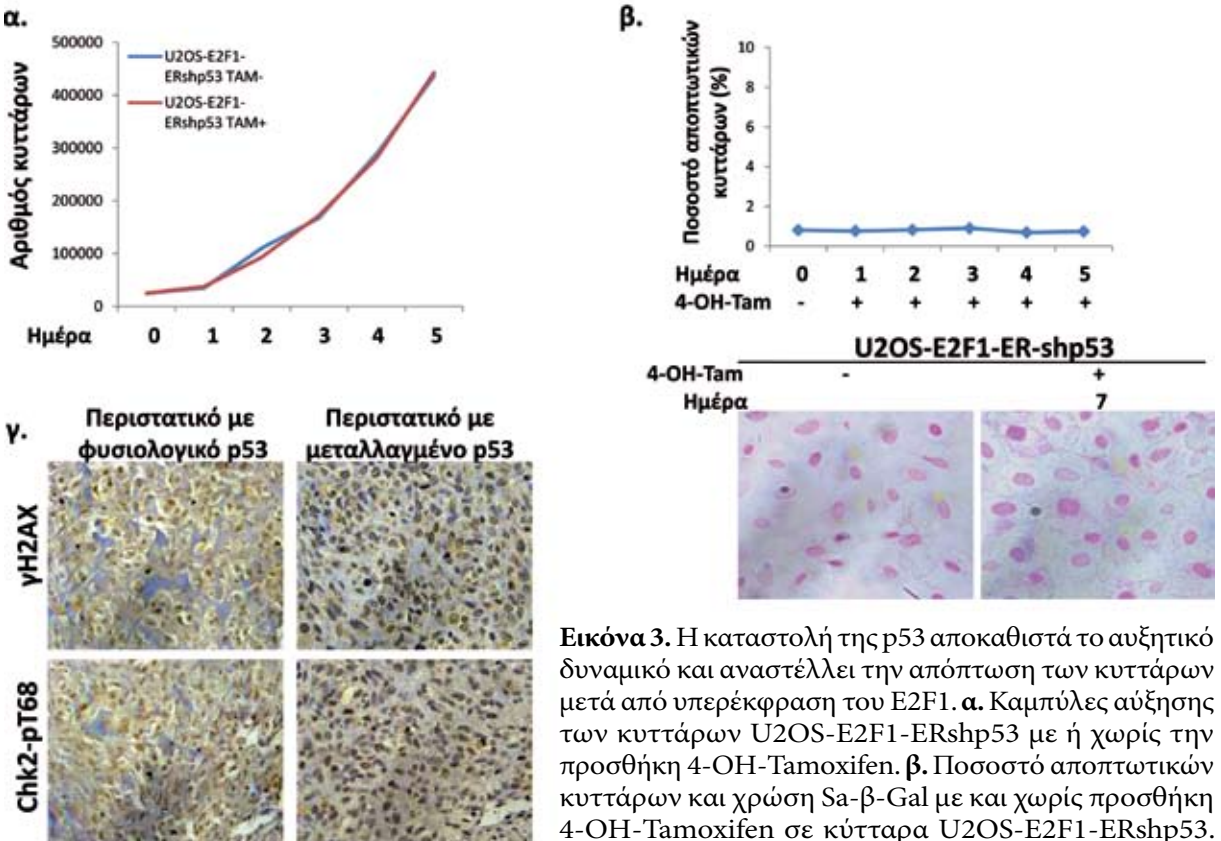 α.
500000
400000
300000
200000
100000
0
Αριθμός κυττάρων
U2OS-E2F1-
ERshp53 TAM-
U2OS-E2F1-
ERshp53 TAM+
Ημέρα 0 1 2 3 4 5
β.
10
8
6
4
2
0
Ποσοστό αποπτωτικών
κυττάρων (%)
Ημέρα 0 1 2 3 4 5
4-OH-Tam - + + + + +
U2OS-E2F1-ER-shp53
4-OH-Tam - +
Ημέρα 7
γ.
Περιστατικό με
φυσιολογικό p53
Περιστατικό με
μεταλλαγμένο p53
γH2AX
Chk2-pT68
Εικόνα 3. Η καταστολή της p53 αποκαθιστά το αυξητικό
δυναμικό και αναστέλλει την απόπτωση των κυττάρων
μετά από υπερέκφραση του E2F1. α. Καμπύλες αύξησης
των κυττάρων U2OS-E2F1-ERshp53 με ή χωρίς την
προσθήκη 4-OH-Tamoxifen. β. Ποσοστό αποπτωτικών
κυττάρων και χρώση Sa-β-Gal με και χωρίς προσθήκη
4-OH-Tamoxifen σε κύτταρα U2OS-E2F1-ERshp53.